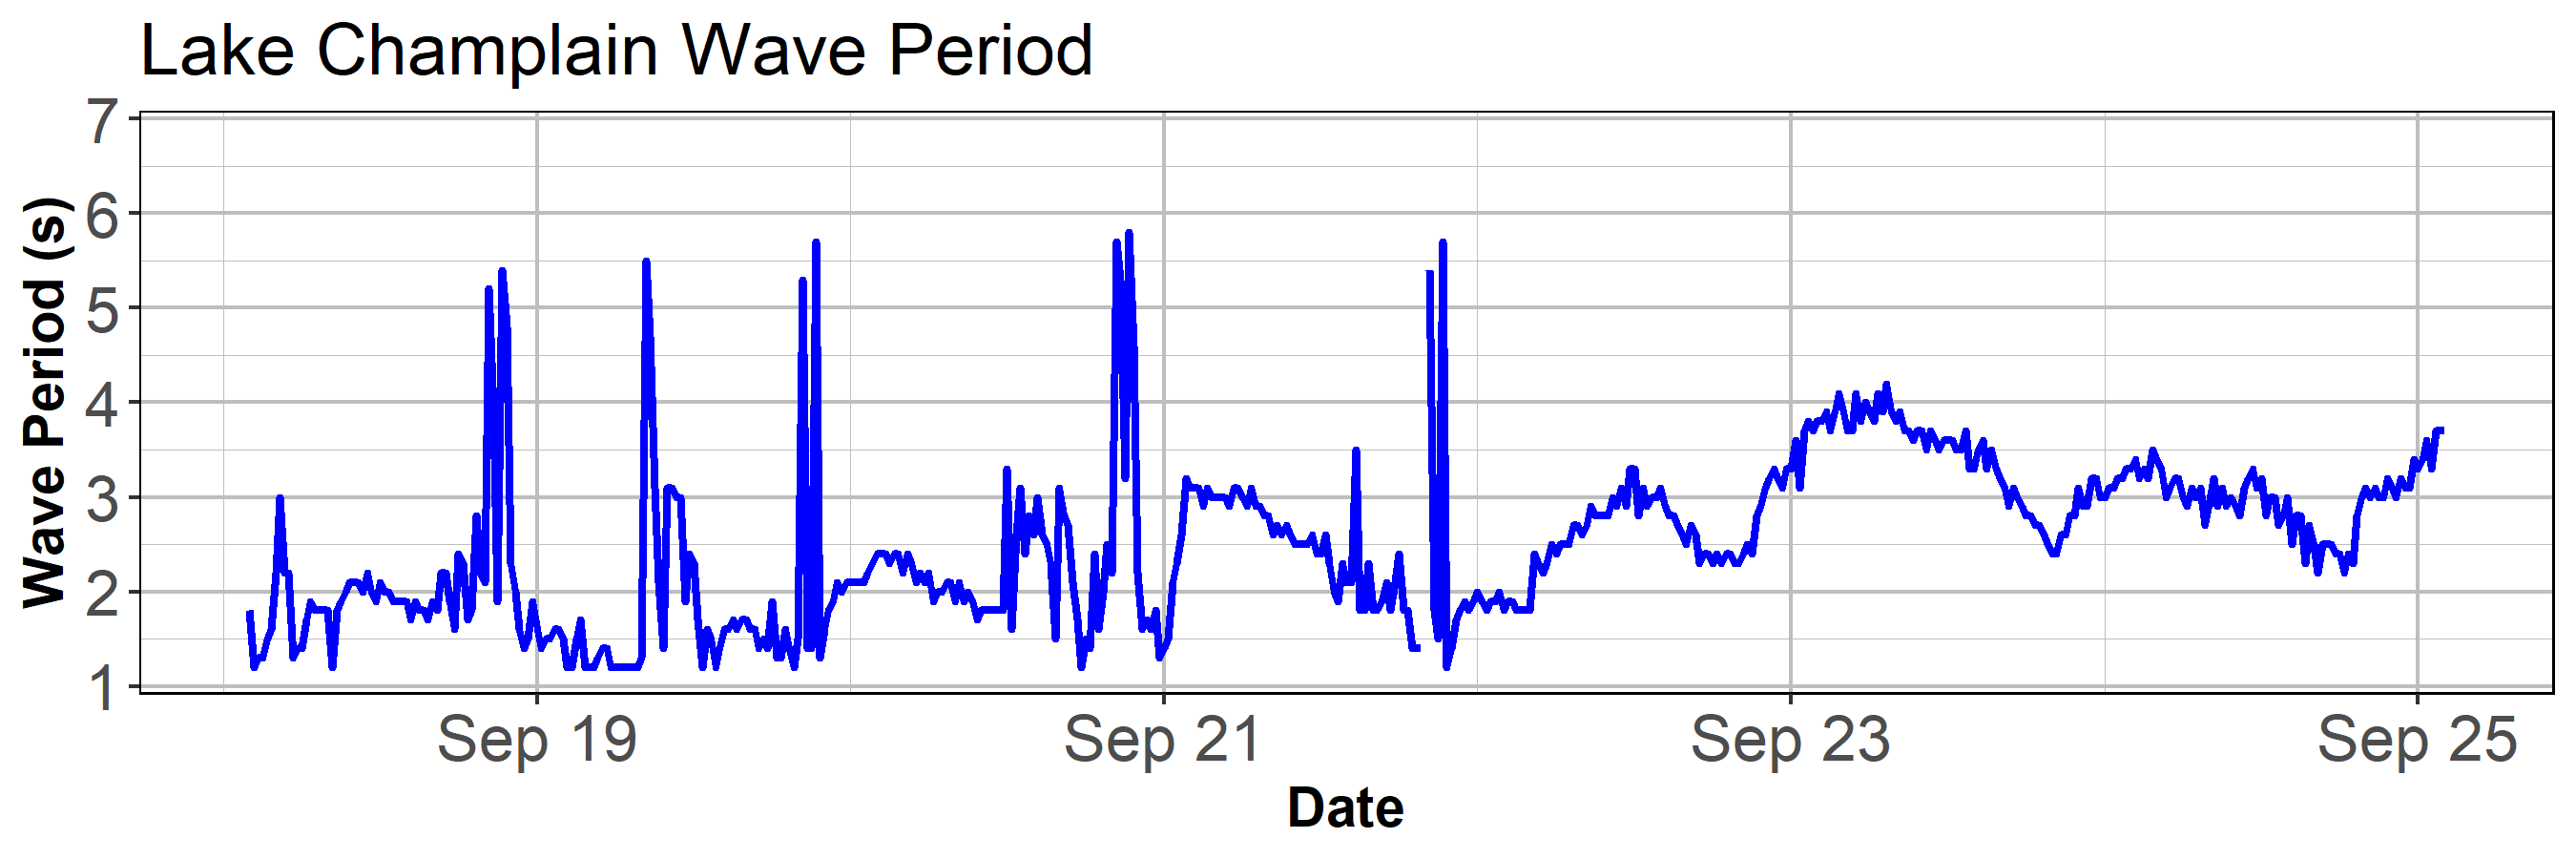 Lake Champlain Wave Period
Wave Period (s)
7
6
5
4
3
2
1
Sep 19
Sep 21
Sep 23
Sep 25
Date